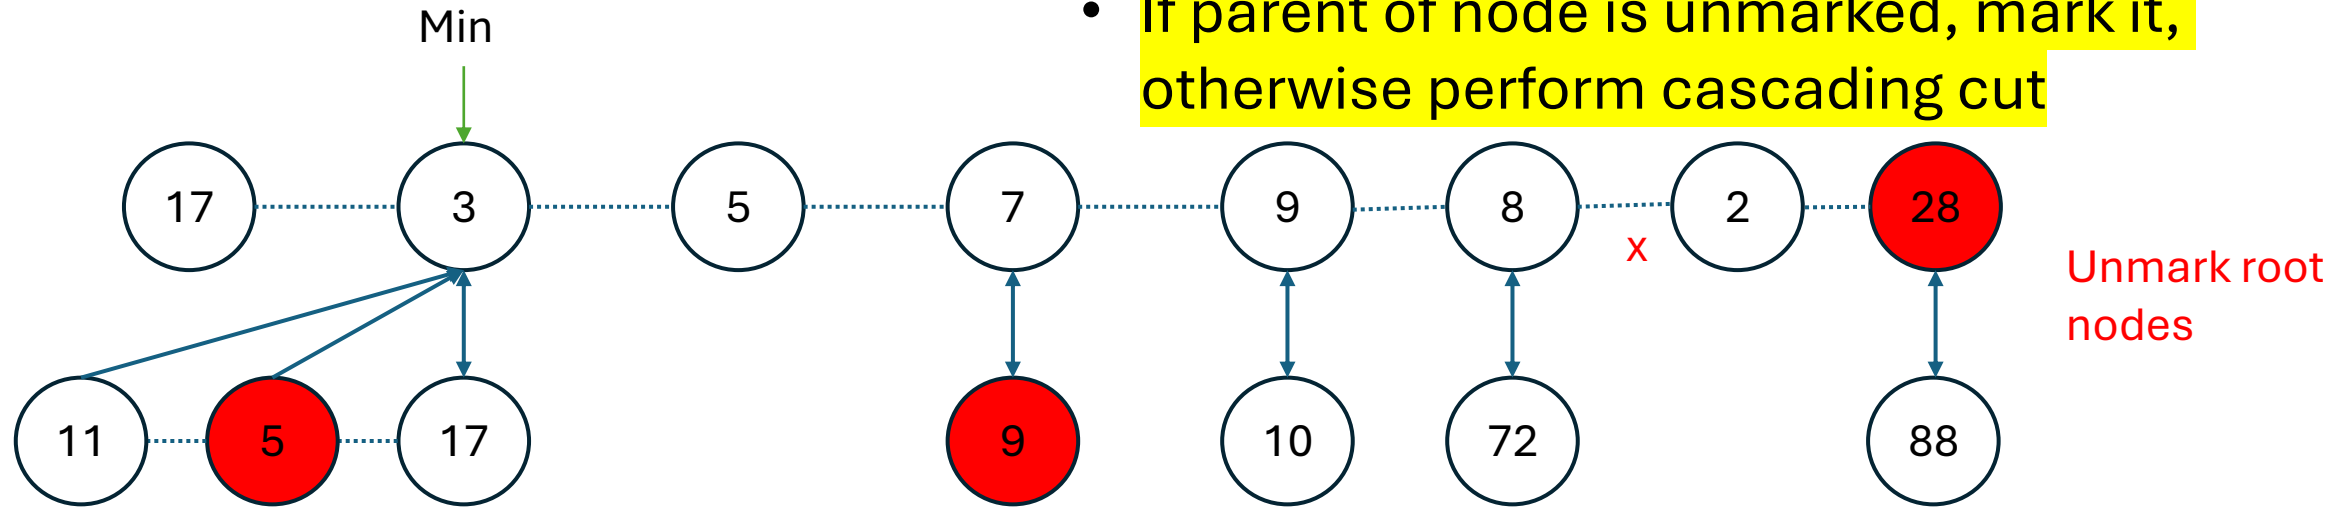 Min
• If parent of node is unmarked, mark it,
otherwise perform cascading cut
17 3 5 7 9 8 2 28
x
Unmark root
nodes
11 5 17 9 10 72 88